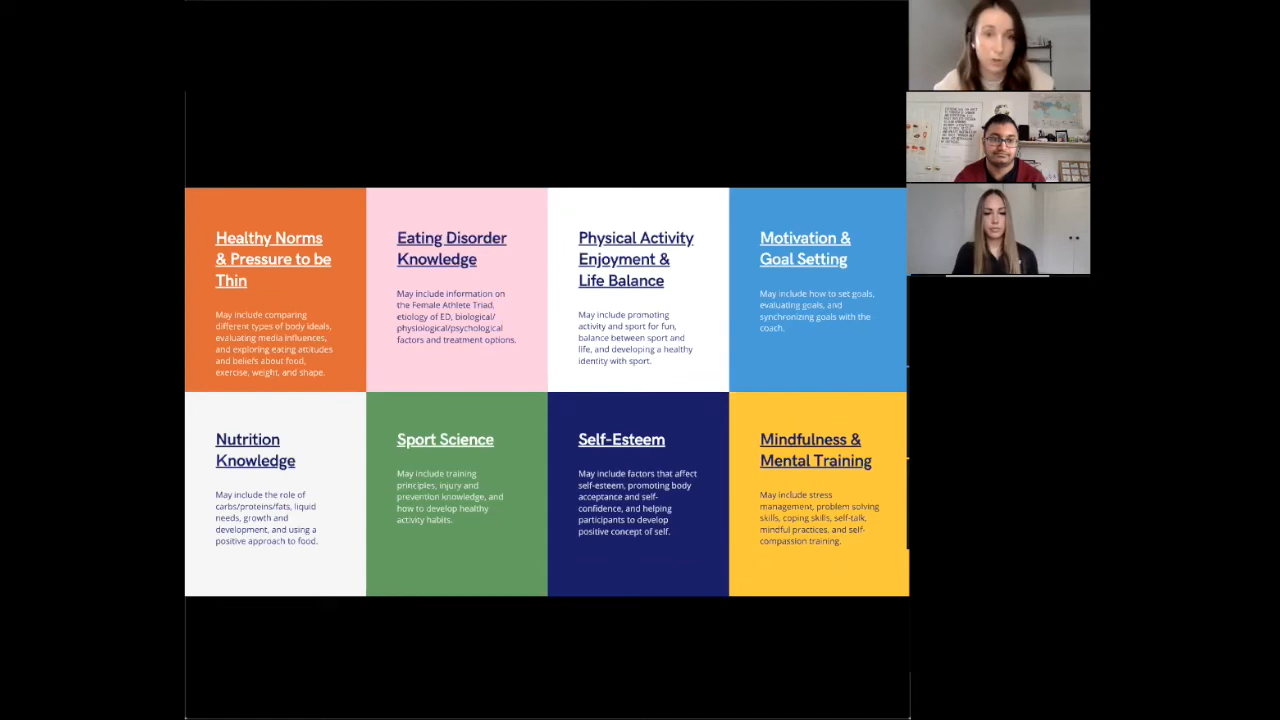 Healthy Norms
& Pressure to be
Thin
May include comparing
different types of body ideals,
evaluating media influences,
and exploring eating attitudes
and beliefs about food,
exercise, weight, and shape.
Eating Disorder
Knowledge
May include information on
the Female Athlete Triad,
etiology of ED, biological/
physiological/psychological
factors and treatment options.
Physical Activity
Enjoyment &
Life Balance
May include promoting
activity and sport for fun,
balance between sport and
life, and developing a healthy
identity with sport.
Motivation &
Goal Setting
May include how to set goals,
evaluating goals, and
synchronizing goals with the
coach.
Nutrition
Knowledge
May include the role of
carbs/proteins/fats, liquid
needs, growth and
development, and using a
positive approach to food.
Sport Science
May include training
principles, injury and
prevention knowledge, and
how to develop healthy
activity habits.
Self-Esteem
May include factors that affect
self-esteem, promoting body
acceptance and self-
confidence, and helping
participants to develop
positive concept of self.
Mindfulness &
Mental Training
May include stress
management, problem solving
skills, coping skills, self-talk,
mindful practices, and self-
compassion training.